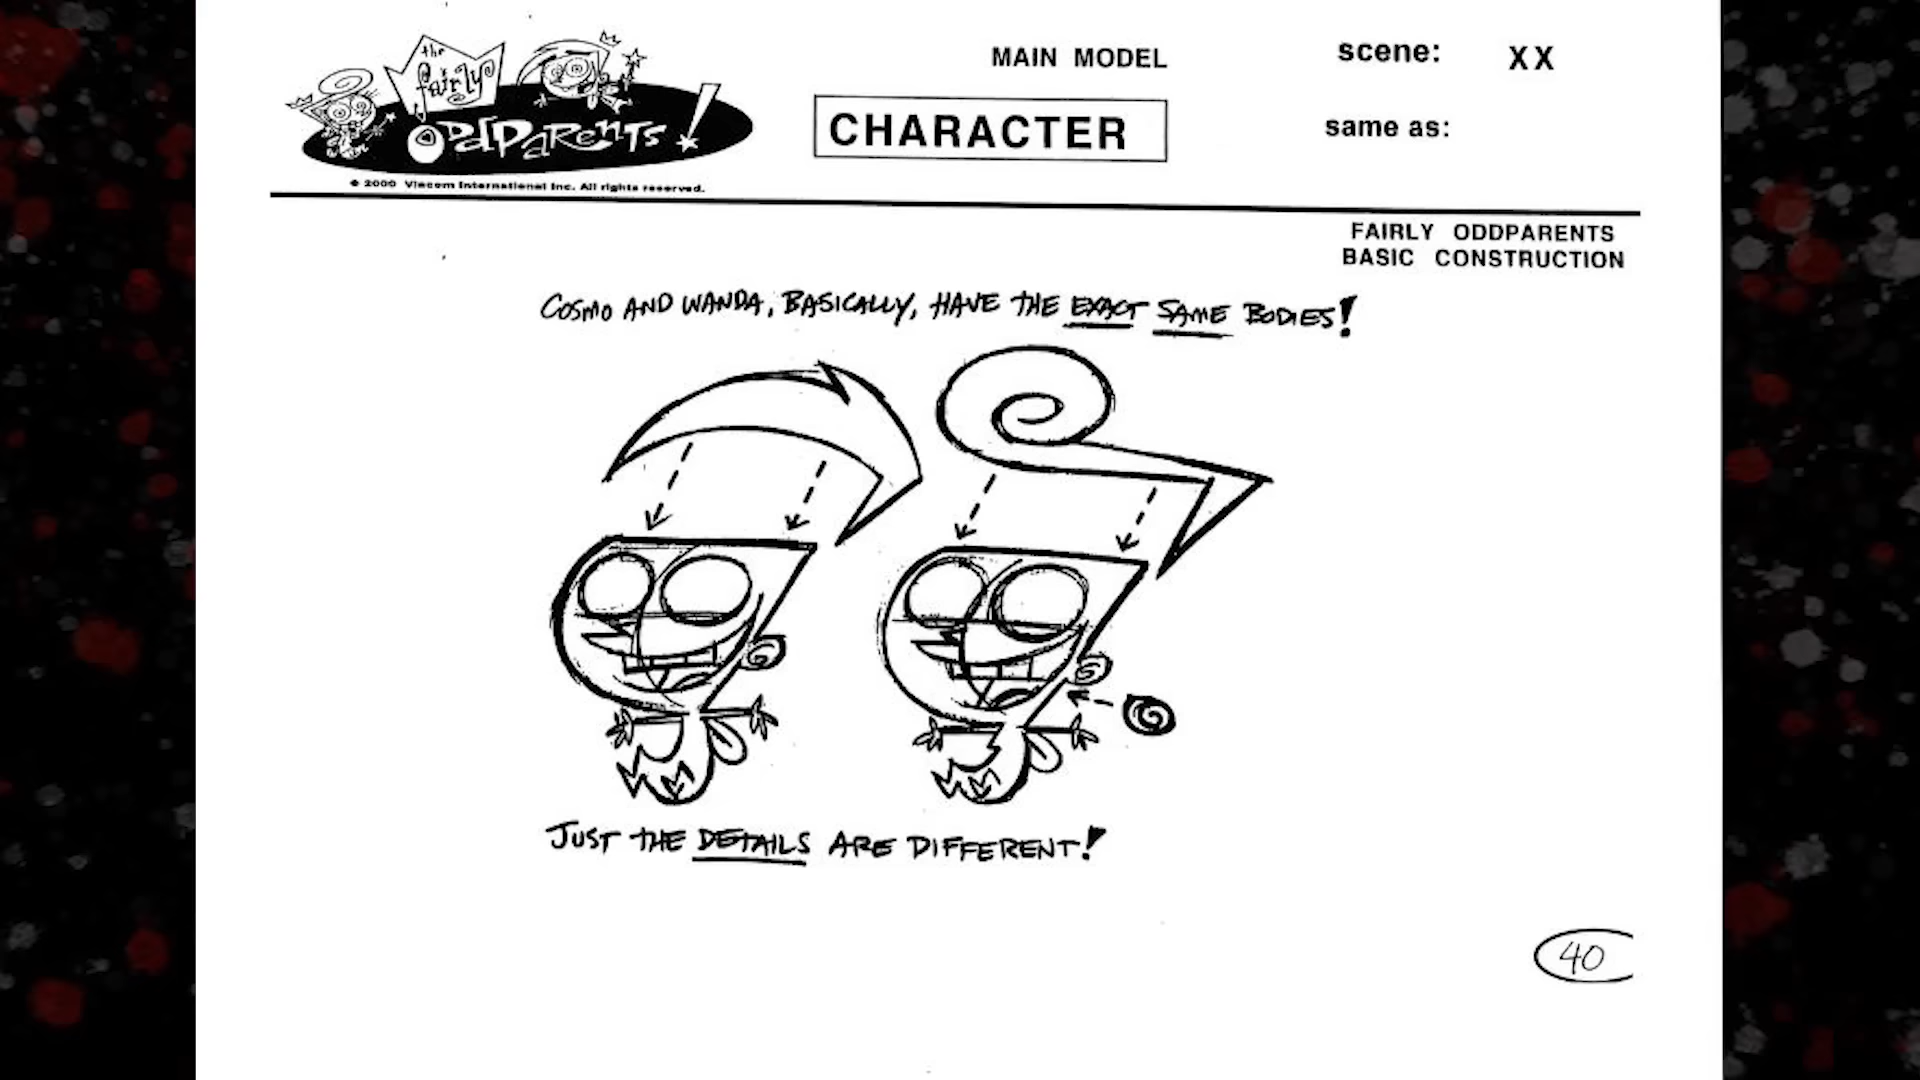 the
fairly
OddParents!
© 2000 Viacom International Inc. All rights reserved.
MAIN MODEL
CHARACTER
scene: XX
same as:
FAIRLY ODDPARENTS
BASIC CONSTRUCTION
COSMO AND WANDA, BASICALLY, HAVE THE EXACT SAME BODIES!
JUST THE DETAILS ARE DIFFERENT!
40